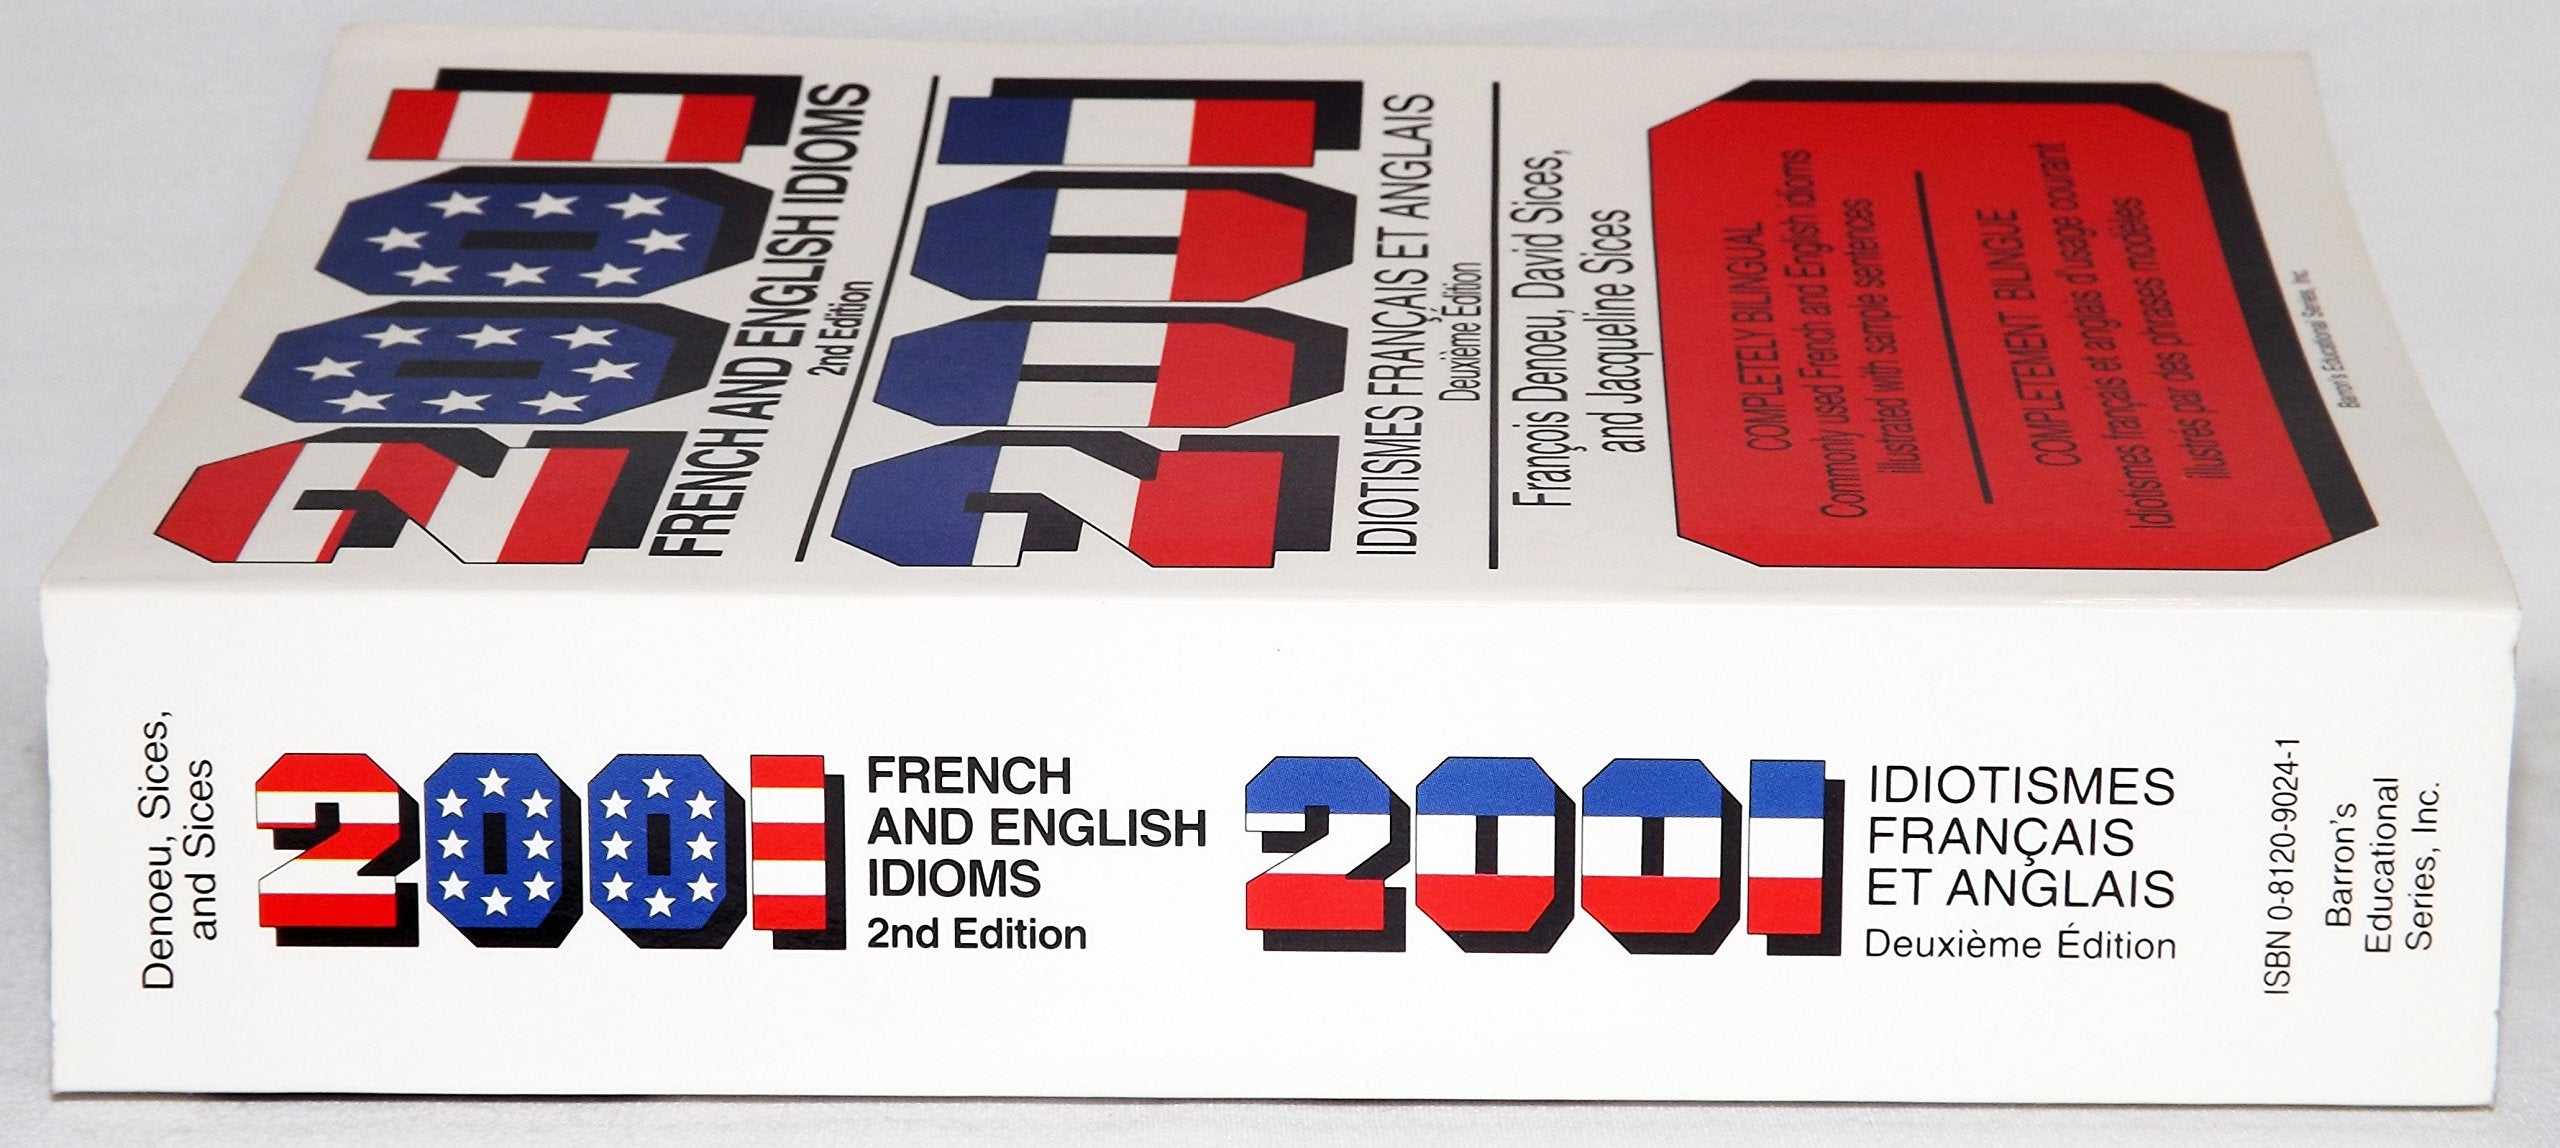 2001
FRENCH AND ENGLISH IDIOMS
2nd Edition
2001
IDIOTISMES FRANÇAIS ET ANGLAIS
Deuxième Édition
François Denoeu, David Sices,
and Jacqueline Sices
COMPLETELY BILINGUAL
Commonly used French and English idioms
illustrated with sample sentences
COMPLETEMENT BILINGUE
Idiotismes français et anglais d'usage courant
illustrés par des phrases modèles
Barron's Educational Series, Inc.
Denoeu, Sices,
and Sices
2001
FRENCH
AND ENGLISH
IDIOMS
2nd Edition
2001
IDIOTISMES
FRANÇAIS
ET ANGLAIS
Deuxième Édition
ISBN 0-8120-9024-1
Barron's
Educational
Series, Inc.